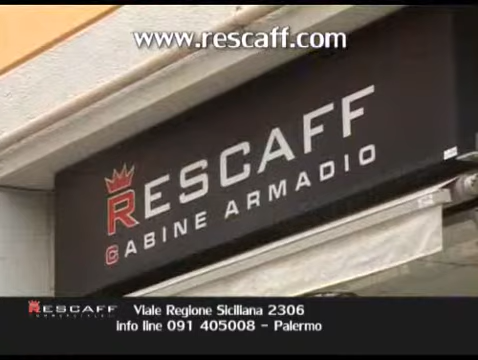 www.rescaff.com
RESCAFF
CABINE ARMADIO
RESCAFF
Viale Regione Siciliana 2306
info line 091 405008 - Palermo